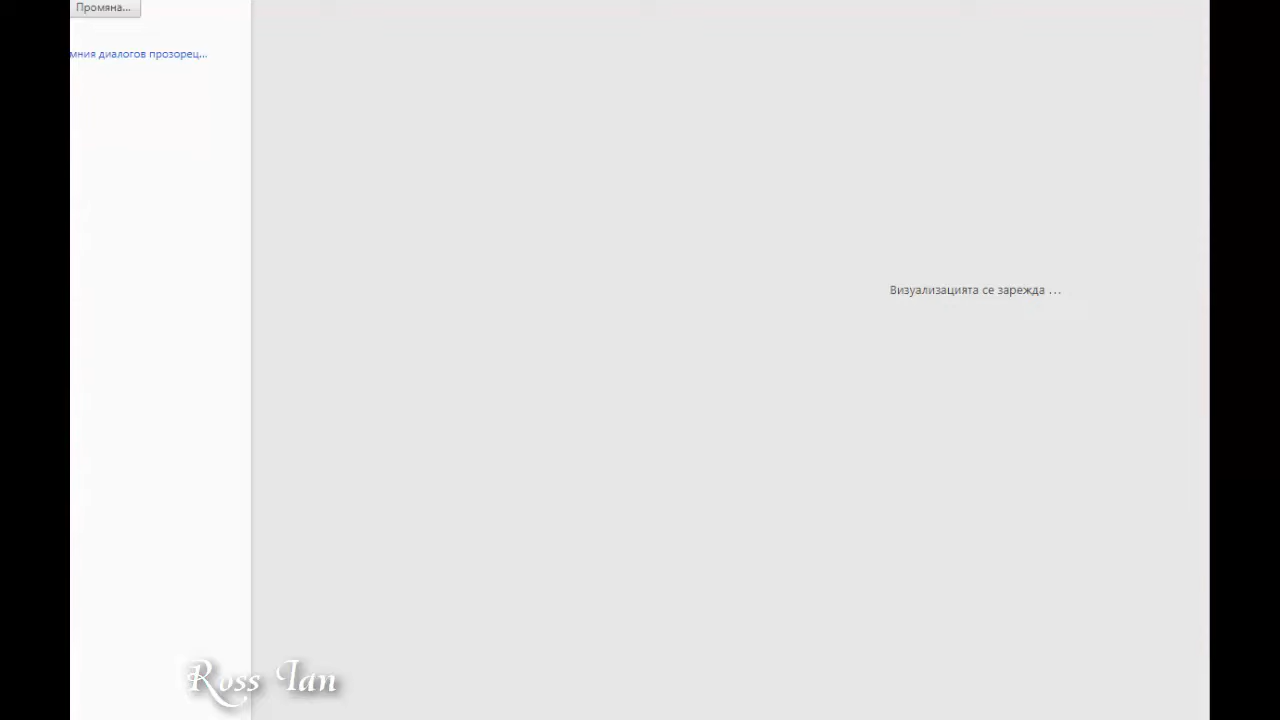 Промяна...
мния диалогов прозорец...
Визуализацията се зарежда ...
Ross Ian